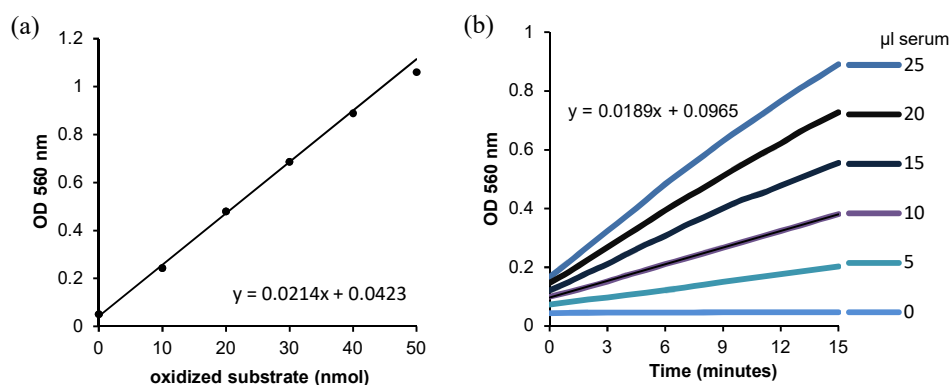 (a)
OD 560 nm
1.2
1
0.8
0.6
0.4
0.2
0
y = 0.0214x + 0.0423
0 10 20 30 40 50
oxidized substrate (nmol)
(b)
OD 560 nm
1
0.8
0.6
0.4
0.2
0
y = 0.0189x + 0.0965
0 3 6 9 12 15
Time (minutes)
µl serum
25
20
15
10
5
0